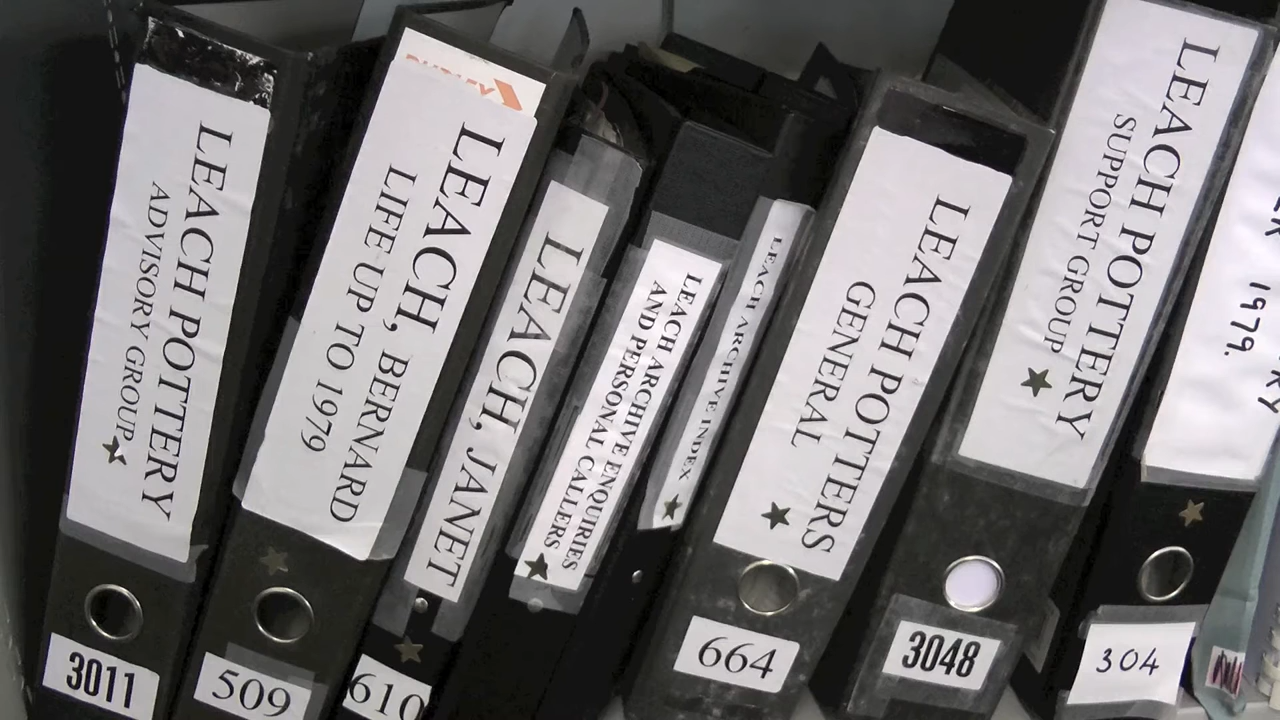 LEACH POTTERY
ADVISORY GROUP
3011
LEACH, BERNARD
LIFE UP TO 1979
509
LEACH, JANET
610
LEACH ARCHIVE ENQUIRIES
AND PERSONAL CALLERS
LEACH ARCHIVE INDEX
LEACH POTTERS
GENERAL
664
LEACH POTTERY
SUPPORT GROUP
3048
1979.
304